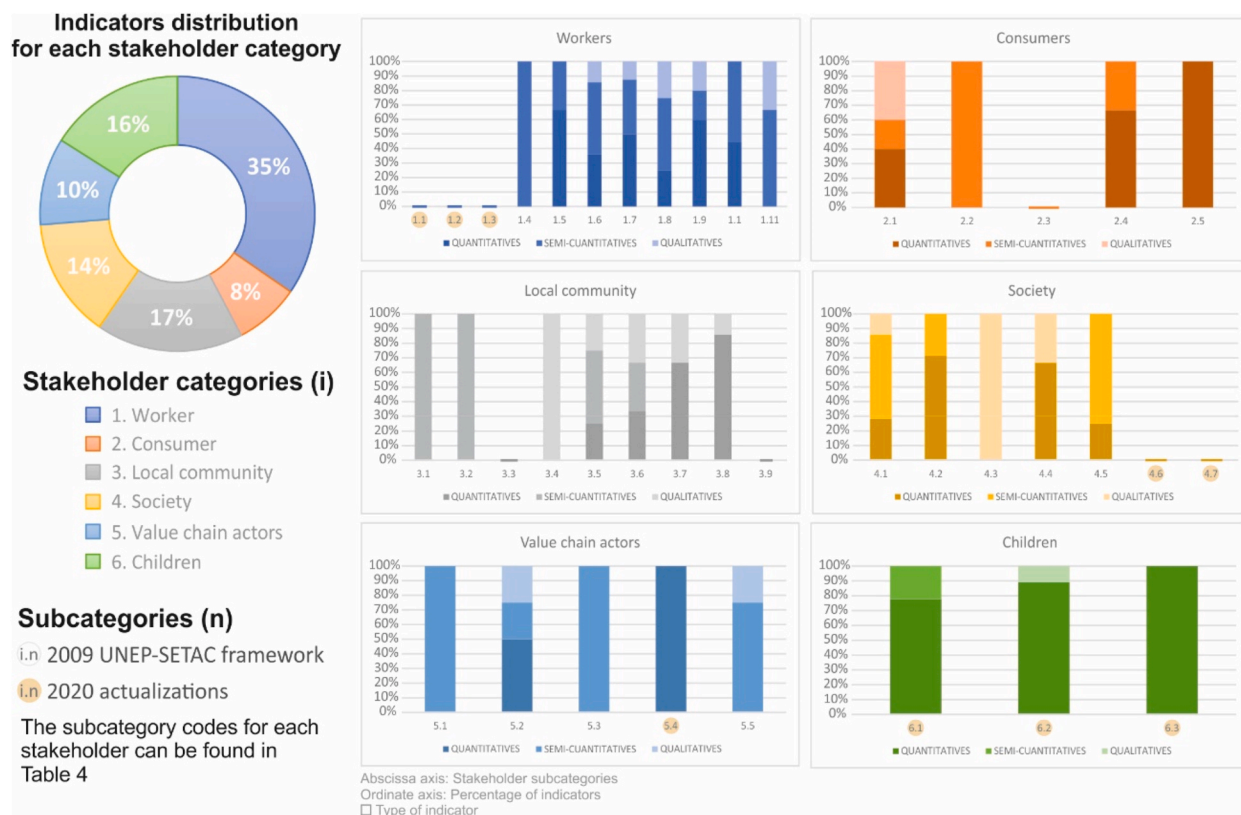 Indicators distribution
for each stakeholder category
16%
35%
10%
14%
8%
17%
Stakeholder categories (i)
1. Worker
2. Consumer
3. Local community
4. Society
5. Value chain actors
6. Children
Subcategories (n)
i.n 2009 UNEP-SETAC framework
i.n 2020 actualizations
The subcategory codes for each
stakeholder can be found in
Table 4
Workers
100%
90%
80%
70%
60%
50%
40%
30%
20%
10%
0%
1.1 1.2 1.3 1.4 1.5 1.6 1.7 1.8 1.9 1.1 1.11
QUANTITATIVES SEMI-CUANTITATIVES QUALITATIVES
Consumers
100%
90%
80%
70%
60%
50%
40%
30%
20%
10%
0%
2.1 2.2 2.3 2.4 2.5
QUANTITATIVES SEMI-CUANTITATIVES QUALITATIVES
Local community
100%
90%
80%
70%
60%
50%
40%
30%
20%
10%
0%
3.1 3.2 3.3 3.4 3.5 3.6 3.7 3.8 3.9
QUANTITATIVES SEMI-CUANTITATIVES QUALITATIVES
Society
100%
90%
80%
70%
60%
50%
40%
30%
20%
10%
0%
4.1 4.2 4.3 4.4 4.5 4.6 4.7
QUANTITATIVES SEMI-CUANTITATIVES QUALITATIVES
Value chain actors
100%
90%
80%
70%
60%
50%
40%
30%
20%
10%
0%
5.1 5.2 5.3 5.4 5.5
QUANTITATIVES SEMI-CUANTITATIVES QUALITATIVES
Children
100%
90%
80%
70%
60%
50%
40%
30%
20%
10%
0%
6.1 6.2 6.3
QUANTITATIVES SEMI-CUANTITATIVES QUALITATIVES
Abscissa axis: Stakeholder subcategories
Ordinate axis: Percentage of indicators
Type of indicator